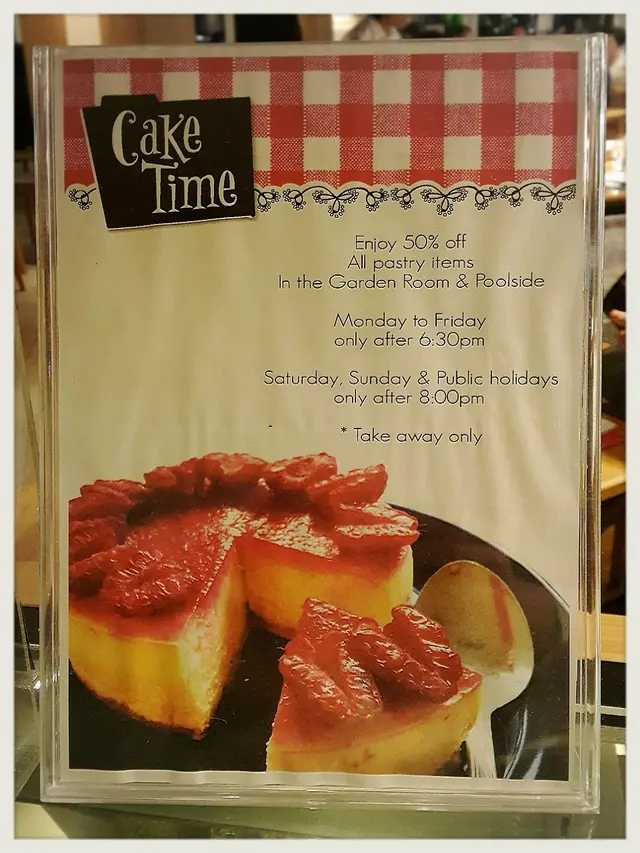 Cake
Time
Enjoy 50% off
All pastry items
In the Garden Room & Poolside
Monday to Friday
only after 6:30pm
Saturday, Sunday & Public holidays
only after 8:00pm
* Take away only